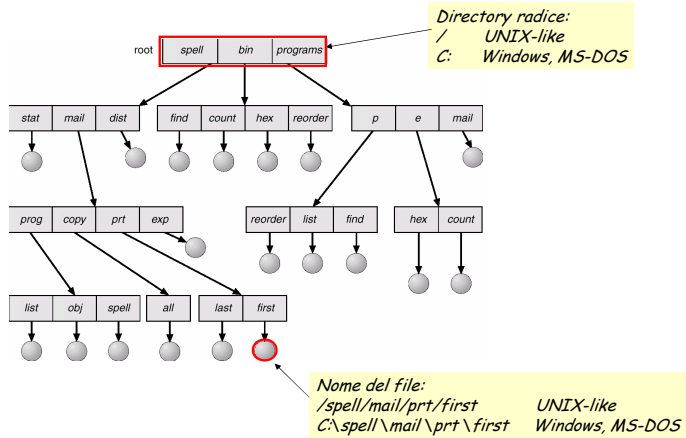 Directory radice:
/ UNIX-like
C: Windows, MS-DOS
root spell bin programs
stat mail dist find count hex reorder p e mail
prog copy prt exp reorder list find hex count
list obj spell all last first
Nome del file:
/spell/mail/prt/first UNIX-like
C:\spell\mail\prt\first Windows, MS-DOS